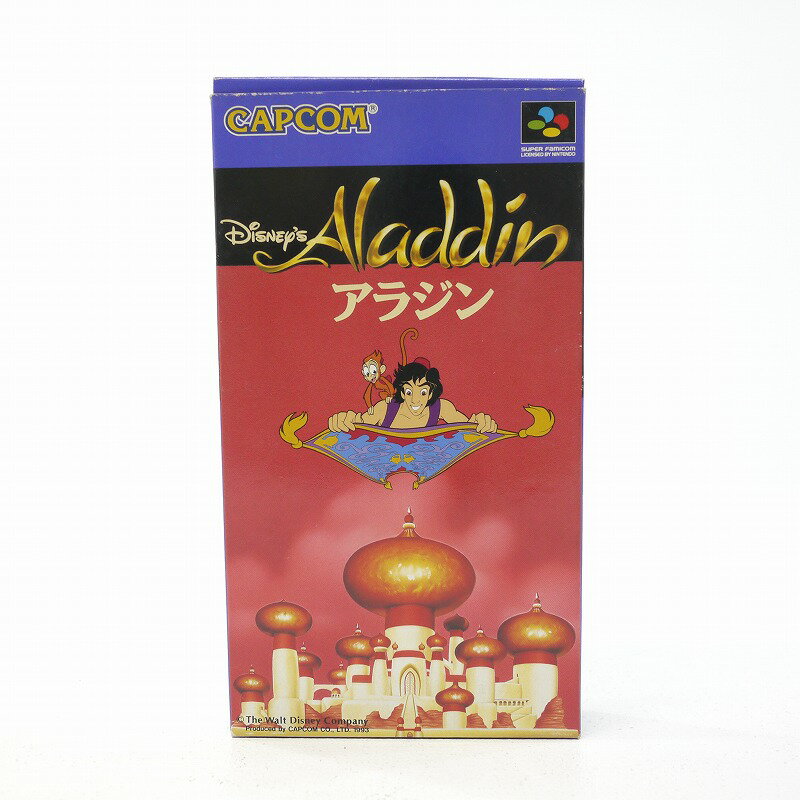 CAPCOM®
SUPER FAMICOM
LICENSED BY NINTENDO
Disney's
Aladdin
アラジン
© The Walt Disney Company
Produced by CAPCOM CO., LTD. 1993